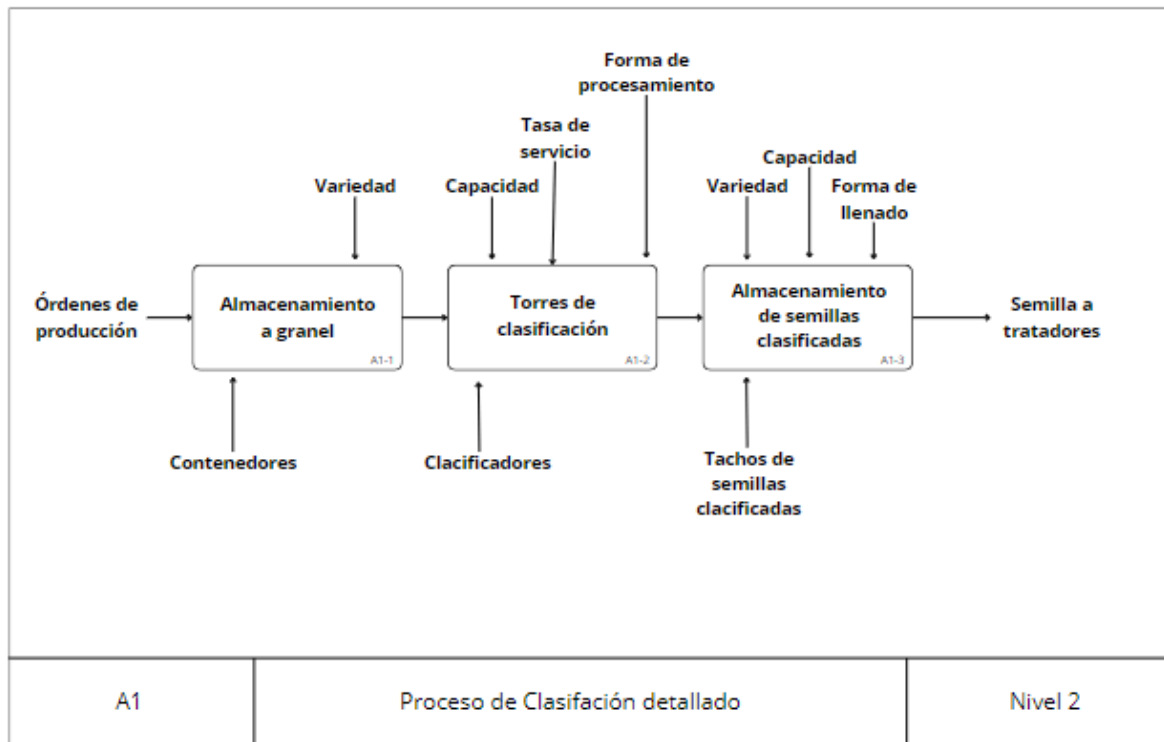 Forma de
procesamiento
Tasa de
servicio
Capacidad
Variedad
Capacidad
Variedad
Forma de
llenado
Órdenes de
producción
Almacenamiento
a granel
A1-1
Torres de
clasificación
A1-2
Almacenamiento
de semillas
clasificadas
A1-3
Semilla a
tratadores
Contenedores
Clacificadores
Tachos de
semillas
clacificadas
A1
Proceso de Clasifación detallado
Nivel 2